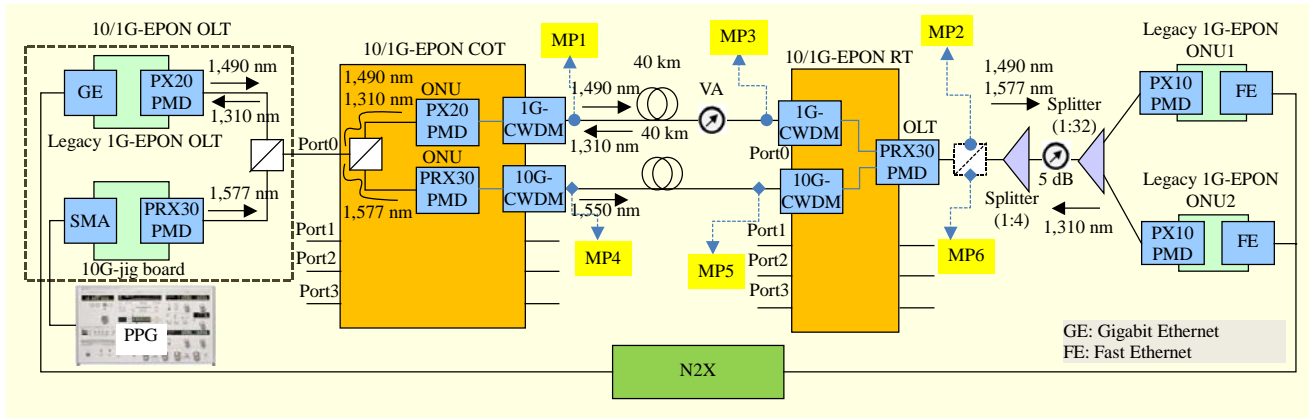 10/1G-EPON OLT
GE
PX20
PMD
1,490 nm
1,310 nm
Legacy 1G-EPON OLT
SMA
PRX30
PMD
1,577 nm
10G-jig board
PPG
10/1G-EPON COT
1,490 nm
1,310 nm
ONU
PX20
PMD
Port0
ONU
PRX30
PMD
1,577 nm
1G-
CWDM
10G-
CWDM
Port1
Port2
Port3
MP1
1,490 nm
1,310 nm
40 km
40 km
VA
MP3
1,550 nm
MP4
MP5
10/1G-EPON RT
1G-
CWDM
Port0
10G-
CWDM
OLT
PRX30
PMD
Port1
Port2
Port3
MP2
MP6
1,490 nm
1,577 nm
Splitter
(1:32)
5 dB
Splitter
(1:4)
1,310 nm
Legacy 1G-EPON
ONU1
PX10
PMD
FE
Legacy 1G-EPON
ONU2
PX10
PMD
FE
GE: Gigabit Ethernet
FE: Fast Ethernet
N2X